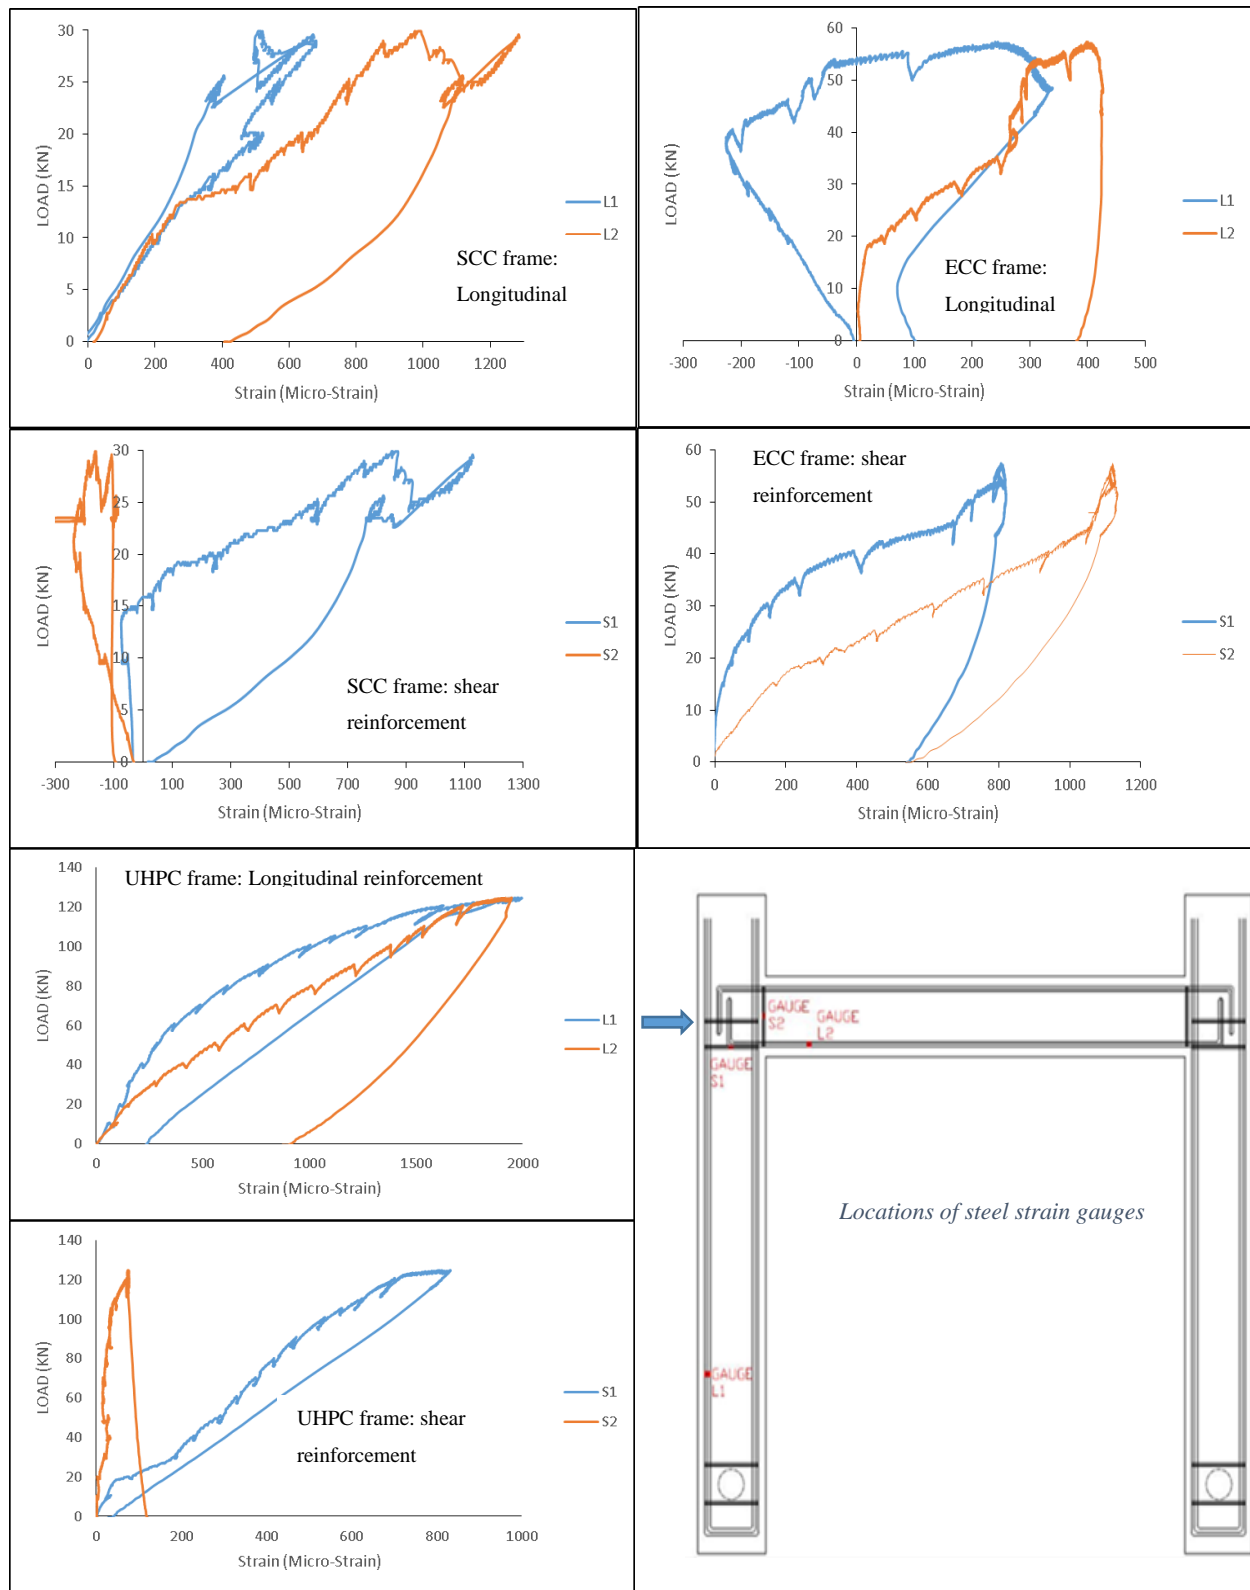 30
25
20
15
10
5
0
LOAD (KN)
0 200 400 600 800 1000 1200
Strain (Micro-Strain)
L1
L2
SCC frame:
Longitudinal
60
50
40
30
20
10
0
LOAD (KN)
-300 -200 -100 0 100 200 300 400 500
Strain (Micro-Strain)
L1
L2
ECC frame:
Longitudinal
30
25
20
15
10
5
0
LOAD (KN)
-300 -100 100 300 500 700 900 1100 1300
Strain (Micro-Strain)
S1
S2
SCC frame: shear
reinforcement
ECC frame: shear
reinforcement
60
50
40
30
20
10
0
LOAD (KN)
0 200 400 600 800 1000 1200
Strain (Micro-Strain)
S1
S2
UHPC frame: Longitudinal reinforcement
140
120
100
80
60
40
20
0
LOAD (KN)
0 500 1000 1500 2000
Strain (Micro-Strain)
L1
L2
GAUGE
S2
GAUGE
L2
GAUGE
S1
Locations of steel strain gauges
GAUGE
L1
140
120
100
80
60
40
20
0
LOAD (KN)
0 200 400 600 800 1000
Strain (Micro-Strain)
S1
S2
UHPC frame: shear
reinforcement